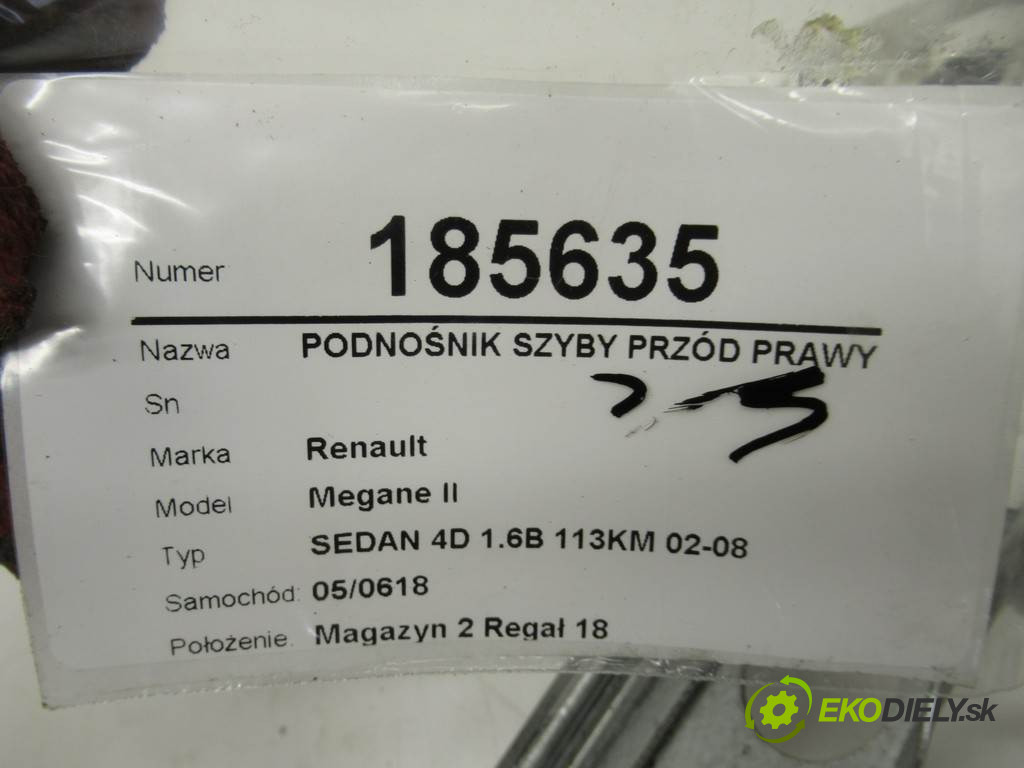 Numer 185635
Nazwa PODNOŚNIK SZYBY PRZÓD PRAWY
Sn
Marka Renault
Model Megane II
Typ SEDAN 4D 1.6B 113KM 02-08
Samochód: 05/0618
Położenie. Magazyn 2 Regał 18
EKODIELY.sk